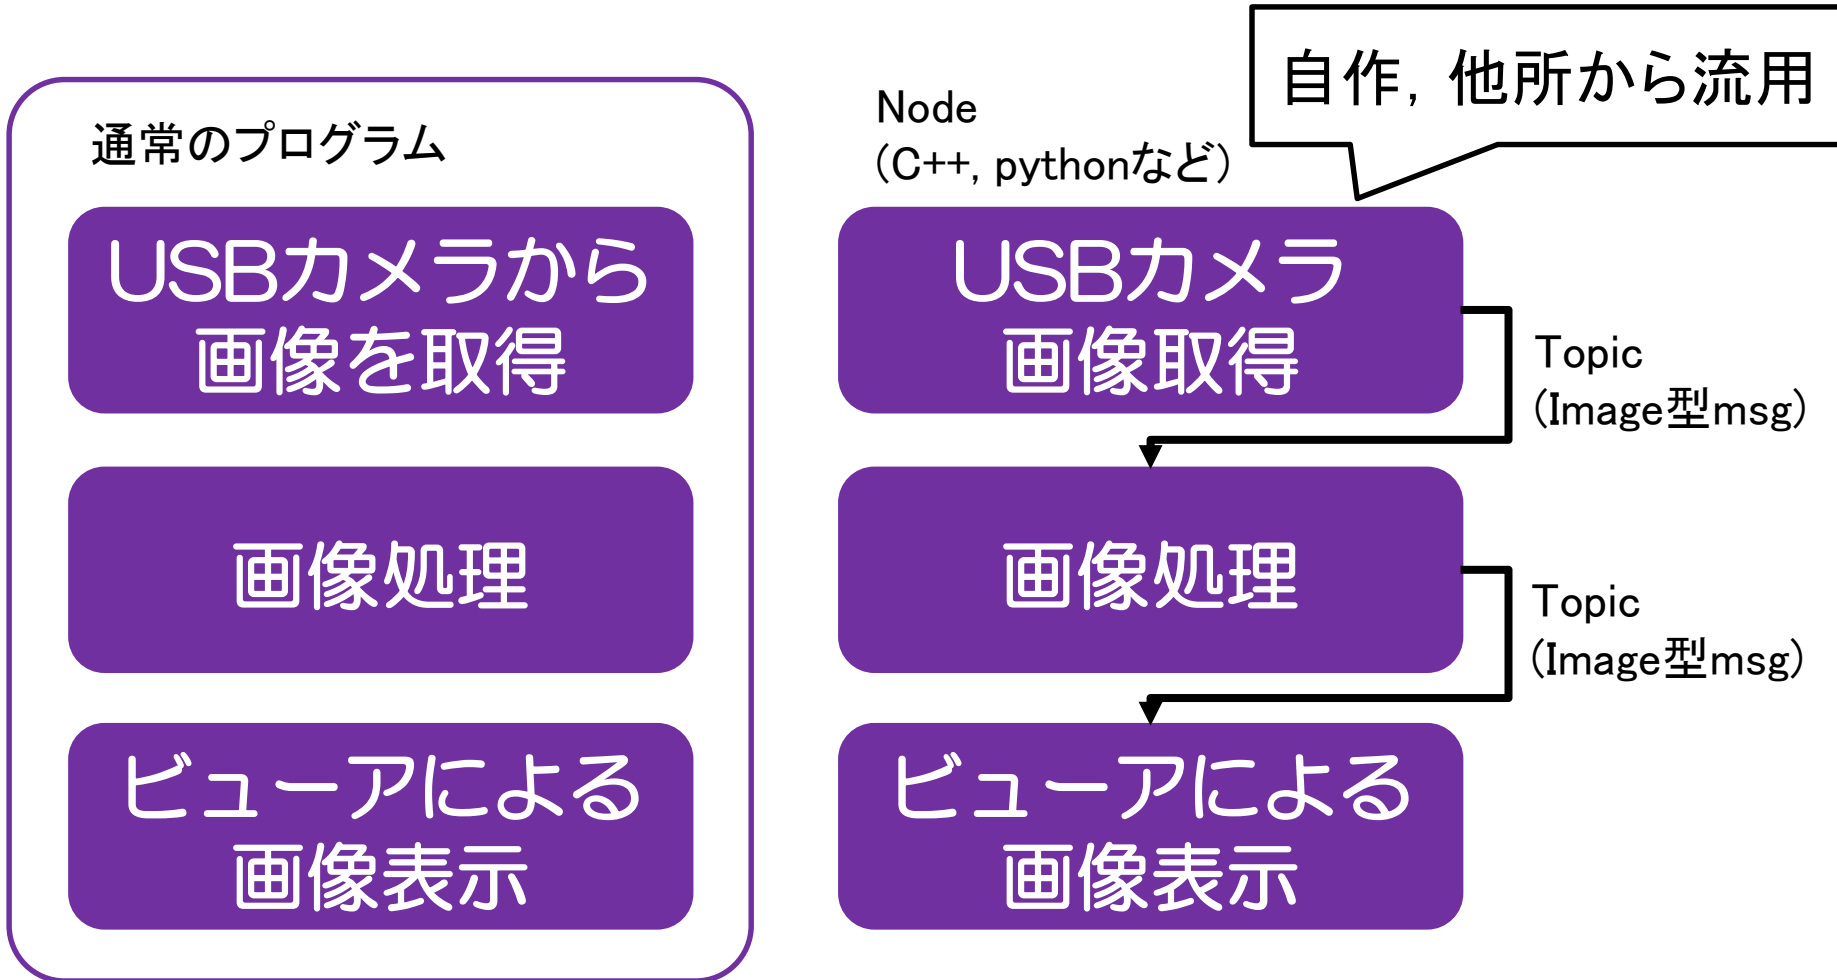 通常のプログラム
USBカメラから
画像を取得
画像処理
ビューアによる
画像表示
Node
(C++, pythonなど)
自作, 他所から流用
USBカメラ
画像取得
Topic
(Image型msg)
画像処理
Topic
(Image型msg)
ビューアによる
画像表示